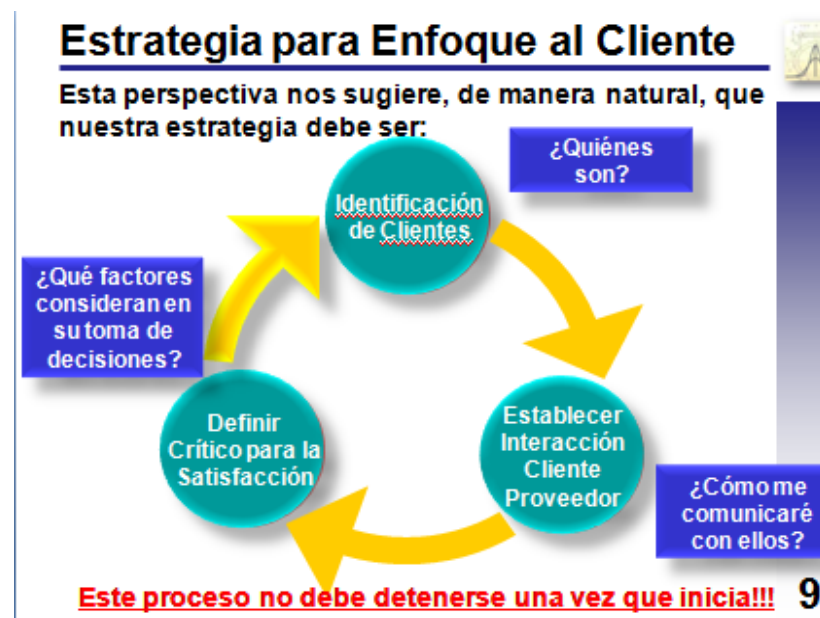 Estrategia para Enfoque al Cliente
Esta perspectiva nos sugiere, de manera natural, que
nuestra estrategia debe ser:
¿Quiénes
son?
Identificación
de Clientes
¿Qué factores
consideran en
su toma de
decisiones?
Definir
Crítico para la
Satisfacción
Establecer
Interacción
Cliente
Proveedor
¿Cómo me
comunicaré
con ellos?
Este proceso no debe detenerse una vez que inicia!!!
9